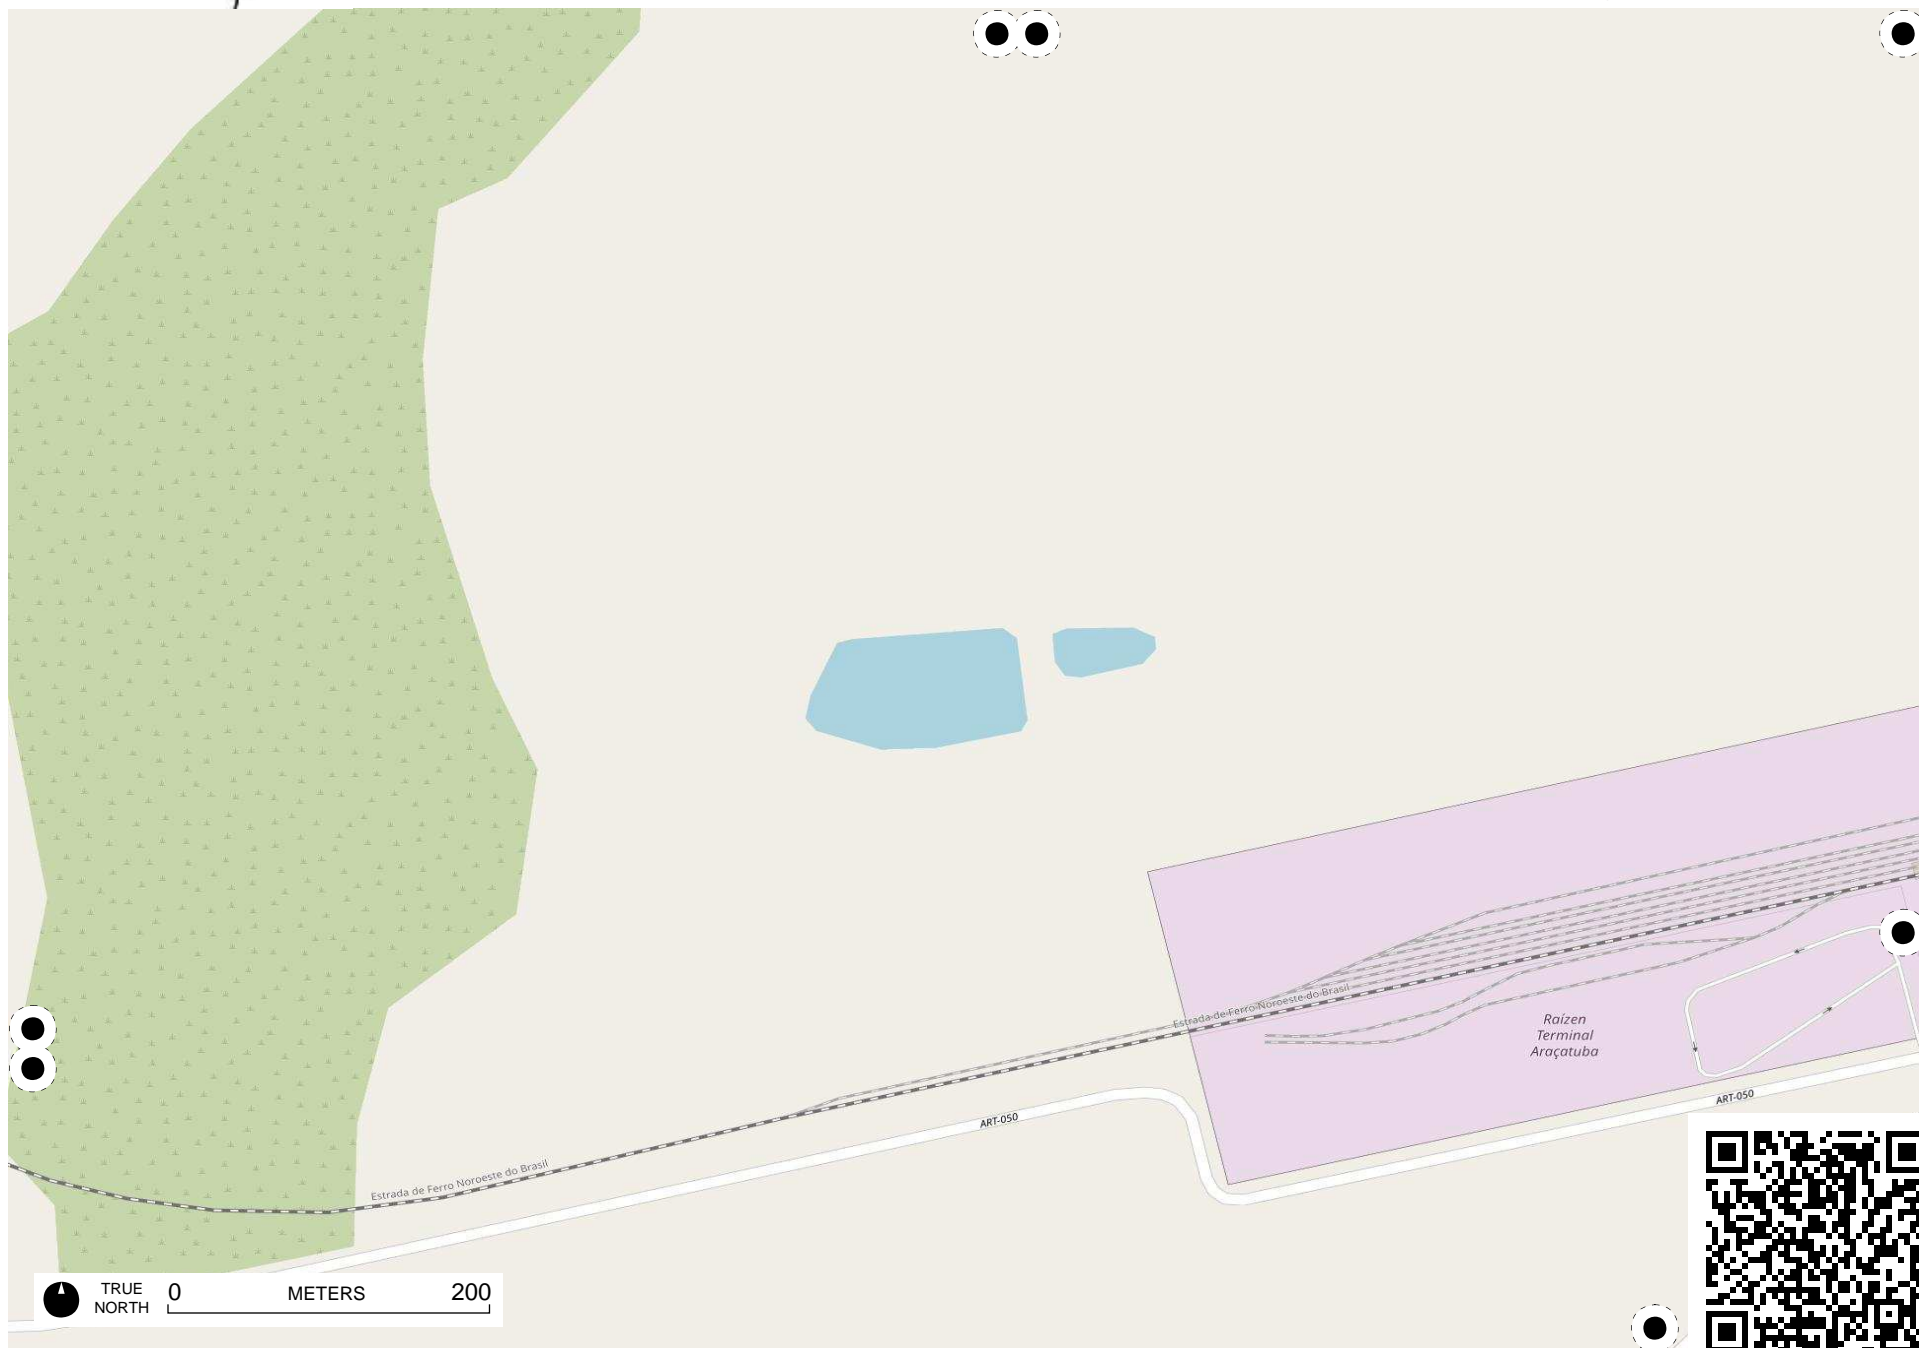 Estrada de Ferro Noroeste do Brasil
Raízen
Terminal
Araçatuba
ART-050
ART-050
Estrada de Ferro Noroeste do Brasil
TRUE
NORTH
0 METERS 200